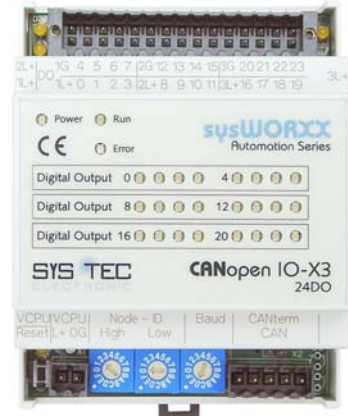 2L+ DO 1G 4 5 6 7 2G 12 13 14 15 3G 20 21 22 23 3L+
1L+ 1L+ 0 1 2 3 2L+ 8 9 10 11 3L+ 16 17 18 19
Power Run
sysWORXX
Automation Series
CE Error
Digital Output 0 4
Digital Output 8 12
Digital Output 16 20
SYS TEC
ELECTRONIC
CANopen IO-X3
24DO
VCPU VCPU Node - ID Baud CANterm
Reset L+ 0G High Low CAN